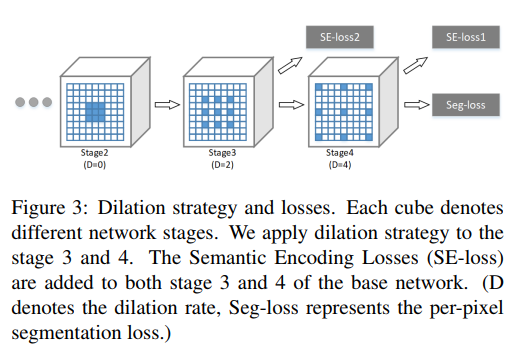 SE-loss2
SE-loss1
Seg-loss
Stage2
(D=0)
Stage3
(D=2)
Stage4
(D=4)
Figure 3: Dilation strategy and losses. Each cube denotes
different network stages. We apply dilation strategy to the
stage 3 and 4. The Semantic Encoding Losses (SE-loss)
are added to both stage 3 and 4 of the base network. (D
denotes the dilation rate, Seg-loss represents the per-pixel
segmentation loss.)